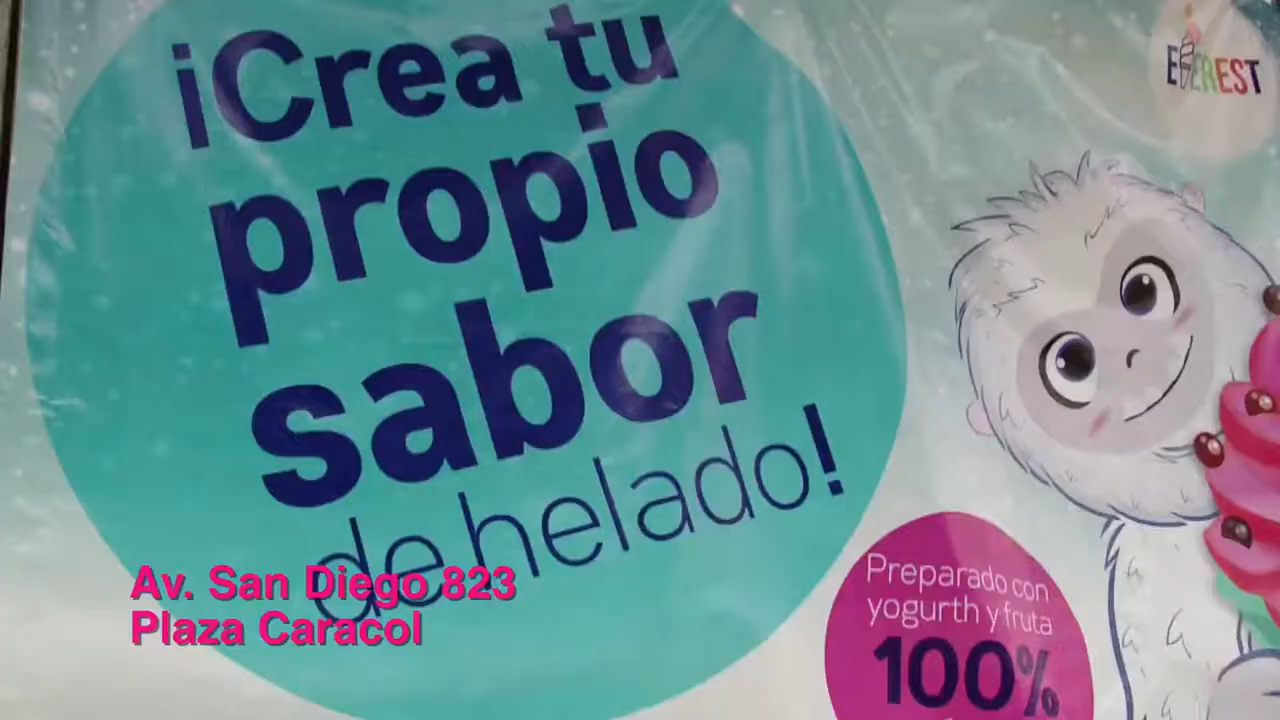 ¡Crea tu
propio
sabor
de helado!
EVEREST
Preparado con
yogurth y fruta
100%
Av. San Diego 823
Plaza Caracol